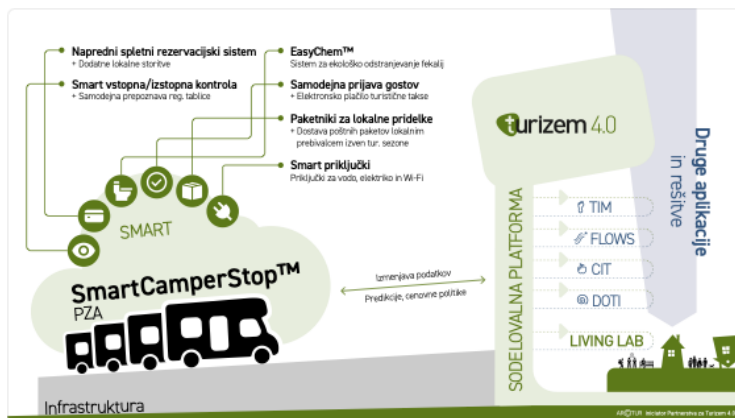 Napredni spletni rezervacijski sistem
+ Dodatne lokalne storitve
Smart vstopna/izstopna kontrola
+ Samodejna prepoznava reg. tablice
EasyChem™
Sistem za ekološko odstranjevanje fekalij
Samodejna prijava gostov
+ Elektronsko plačilo turistične takse
Paketniki za lokalne pridelke
+ Dostava poštnih paketov lokalnim
prebivalcem izven tur. sezone
Smart priključki
Priključki za vodo, elektriko in Wi-Fi
SMART
SmartCamperStop™
PZA
Infrastruktura
Izmenjava podatkov
Predikcije, cenovne politike
turizem 4.0
SODELOVALNA PLATFORMA
TIM
FLOWS
CIT
DOTI
LIVING LAB
Druge aplikacije
in rešitve
ARCTUR Iniciator Partnerstva za Turizem 4.0